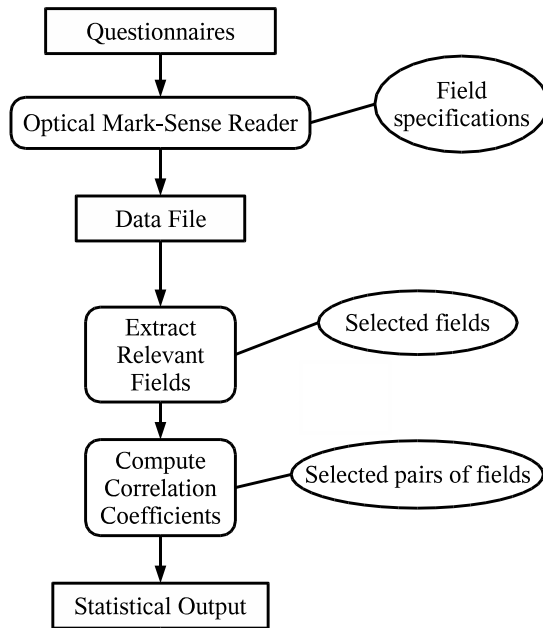 Questionnaires
Optical Mark-Sense Reader
Field
specifications
Data File
Extract
Relevant
Fields
Selected fields
Compute
Correlation
Coefficients
Selected pairs of fields
Statistical Output